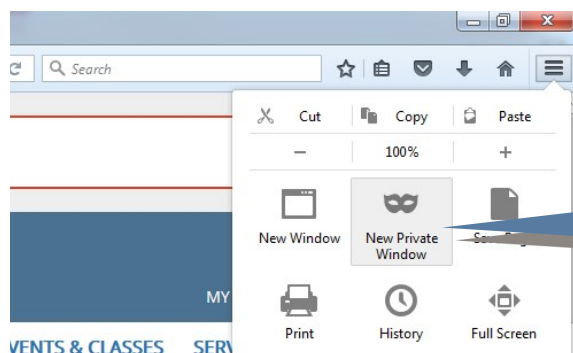 Search
Cut Copy Paste
− 100% +
New Window New Private
Window
MY
Print History Full Screen
VENTS & CLASSES SERV